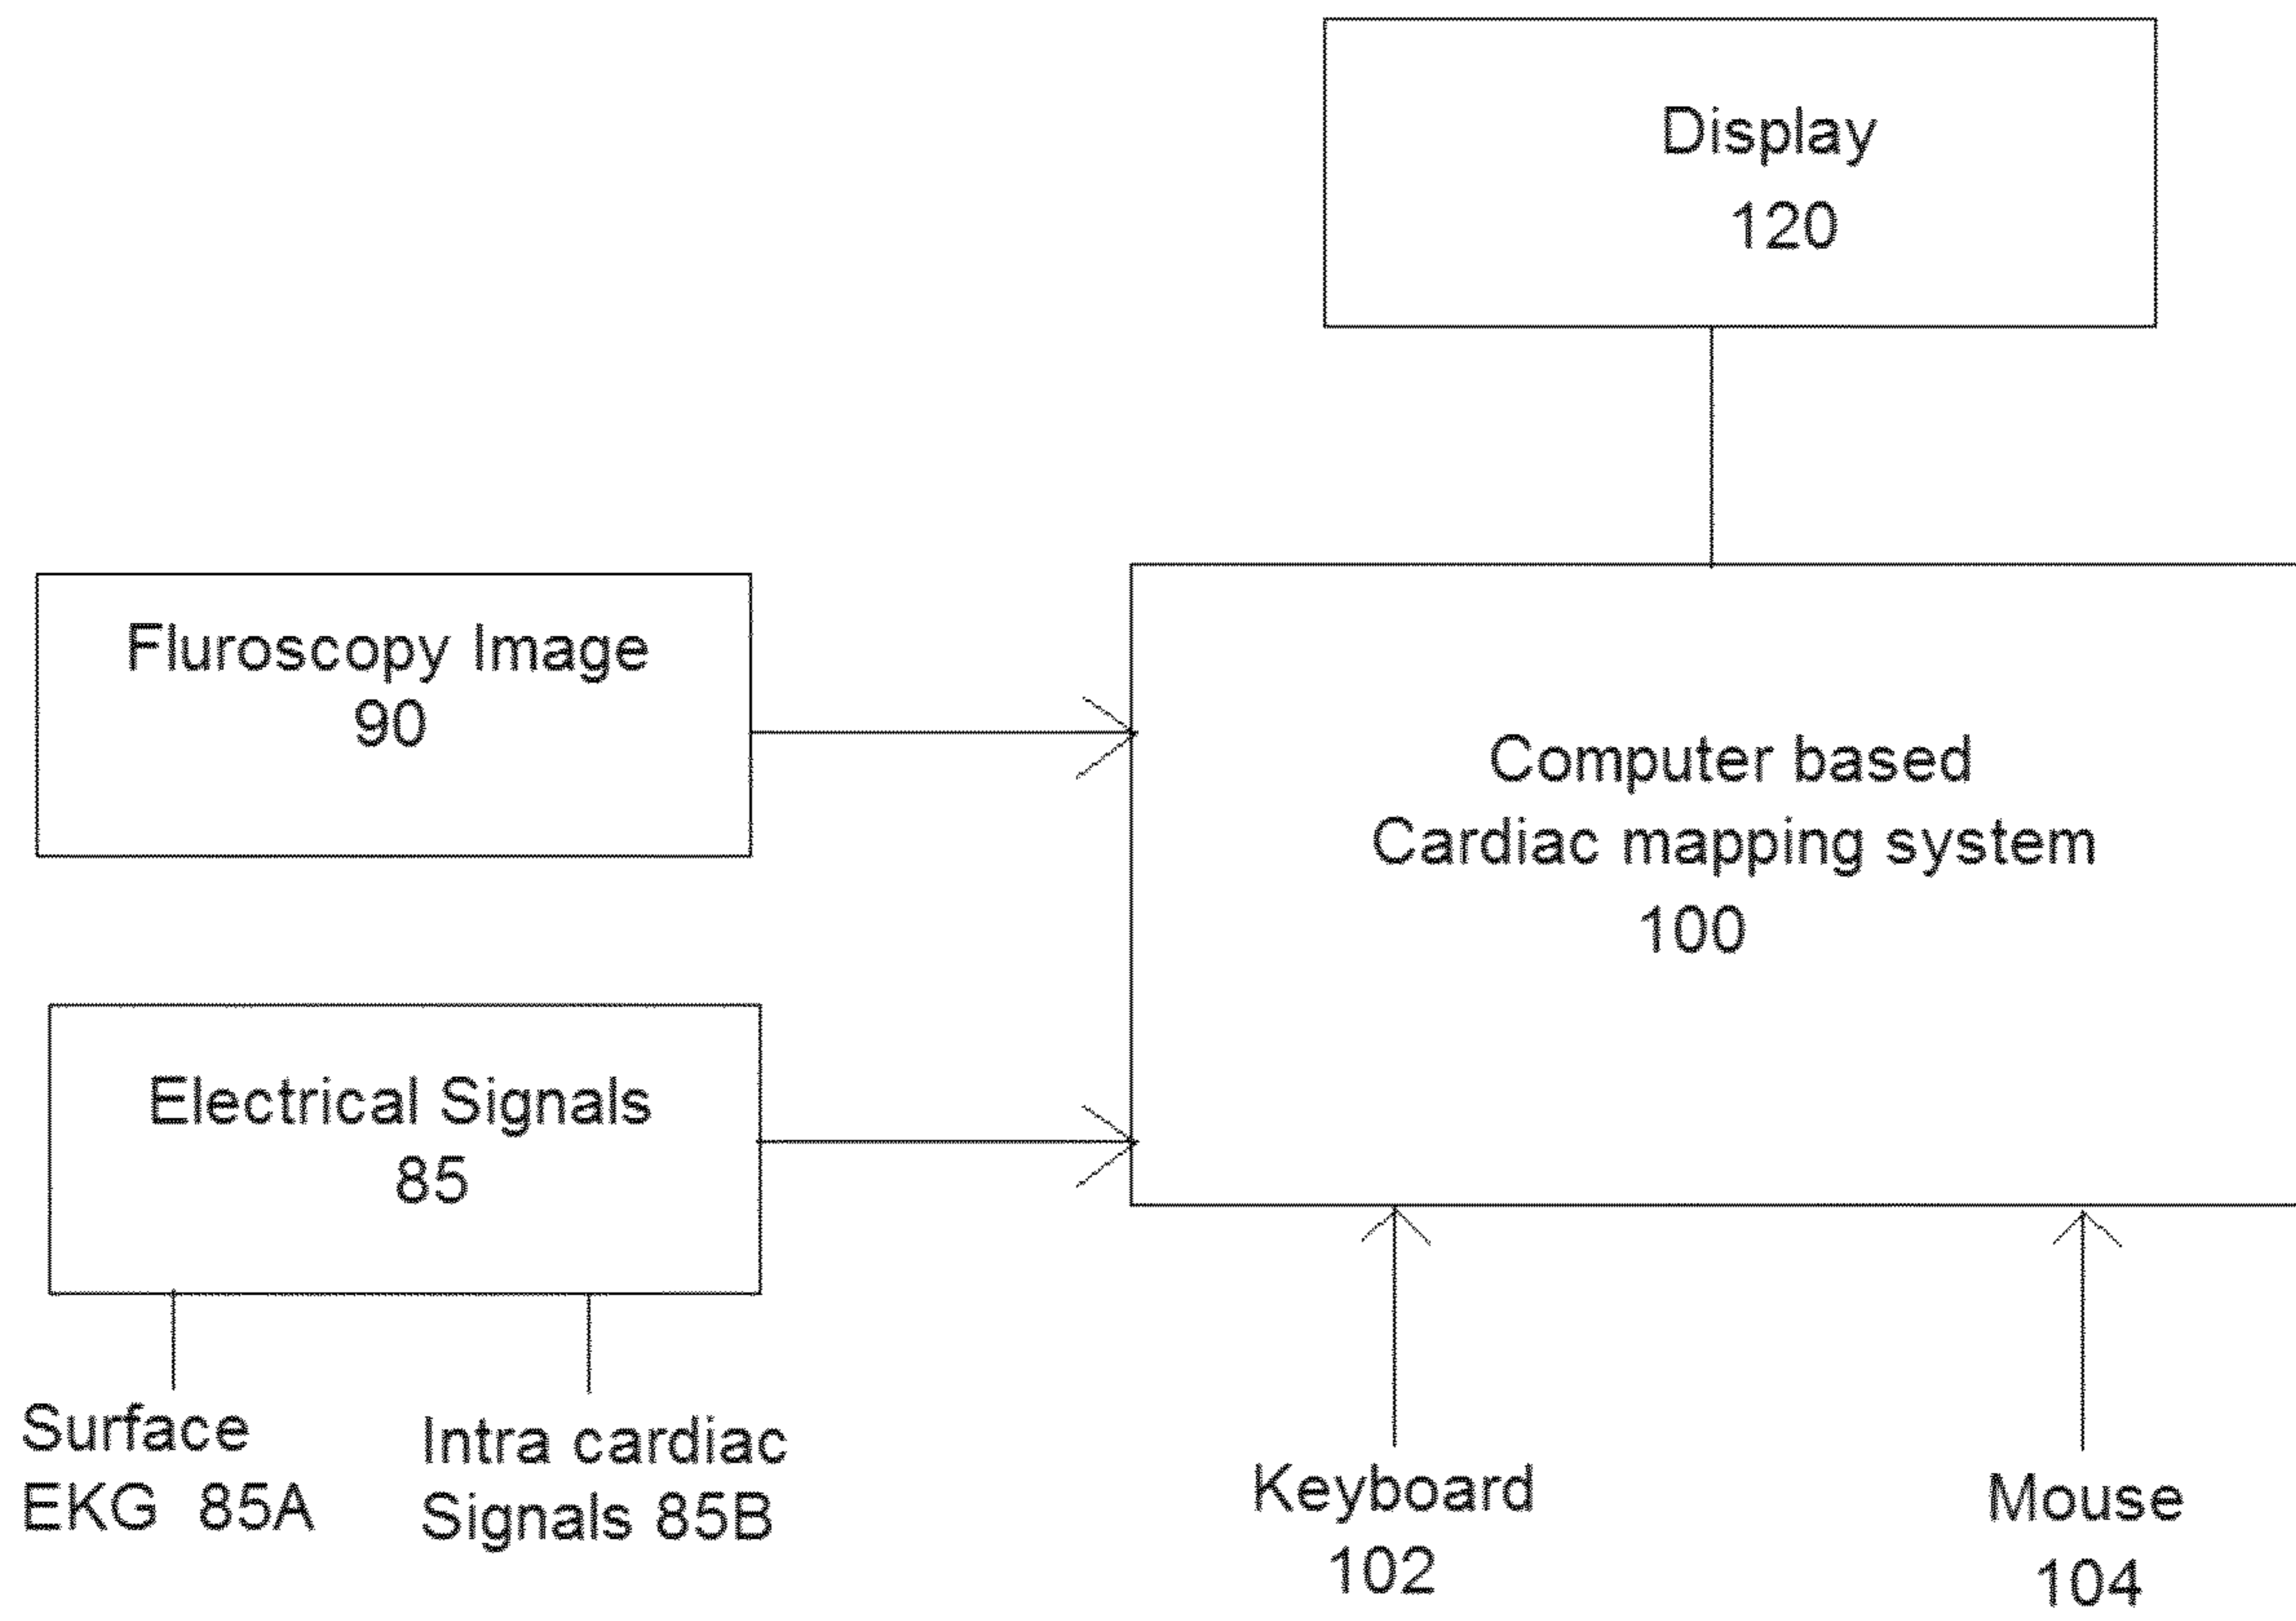 Display
120
Fluroscopy Image
90
Computer based
Cardiac mapping system
100
Electrical Signals
85
Surface
EKG 85A
Intra cardiac
Signals 85B
Keyboard
102
Mouse
104